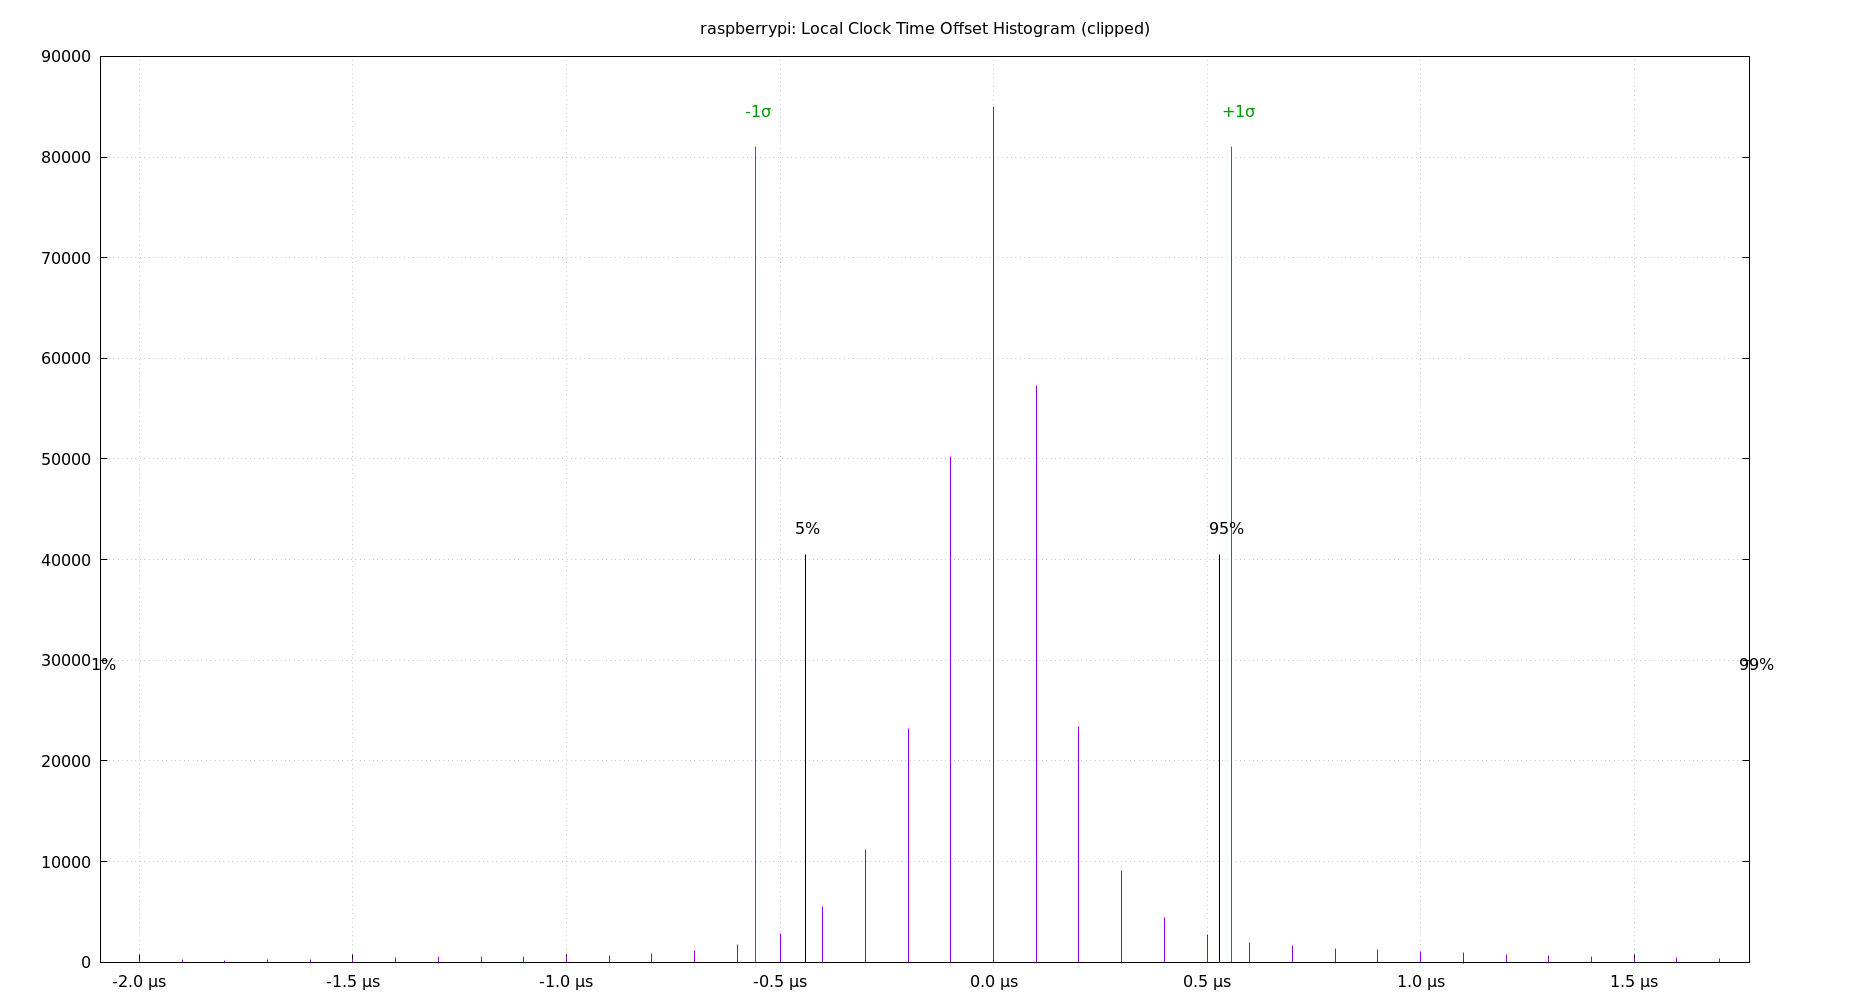 raspberrypi: Local Clock Time Offset Histogram (clipped)
90000
-1σ +1σ
80000
70000
60000
50000
5% 95%
40000
30000 1% 99%
20000
10000
0
-2.0 µs -1.5 µs -1.0 µs -0.5 µs 0.0 µs 0.5 µs 1.0 µs 1.5 µs